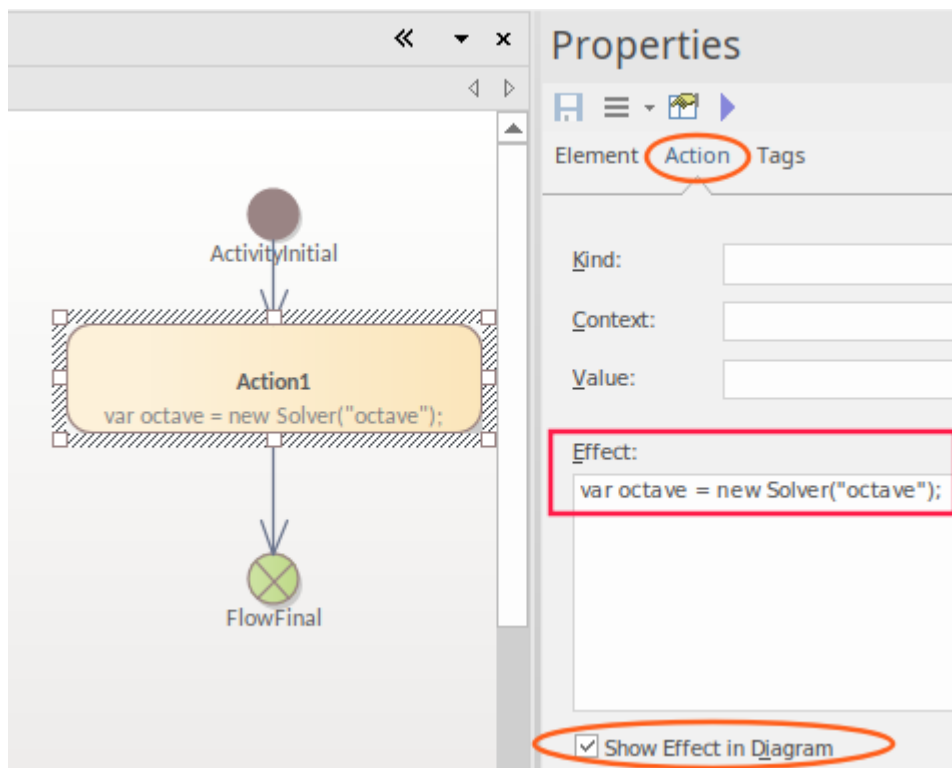 Properties
Element Action Tags
ActivityInitial
Kind:
Context:
Action1
var octave = new Solver("octave");
Value:
Effect:
var octave = new Solver("octave");
FlowFinal
Show Effect in Diagram